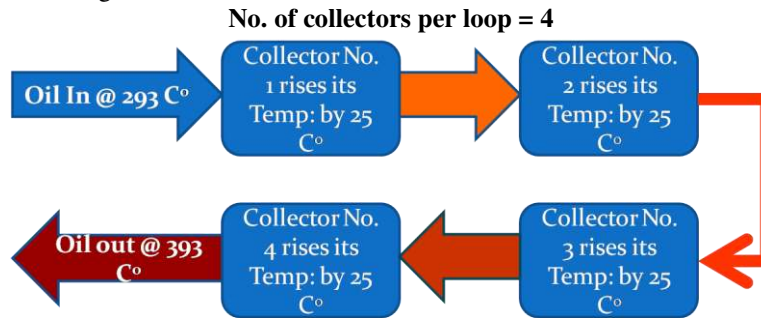 No. of collectors per loop = 4
Oil In @ 293 C°
Collector No.
1 rises its
Temp: by 25
C°
Collector No.
2 rises its
Temp: by 25
C°
Oil out @ 393
C°
Collector No.
4 rises its
Temp: by 25
C°
Collector No.
3 rises its
Temp: by 25
C°